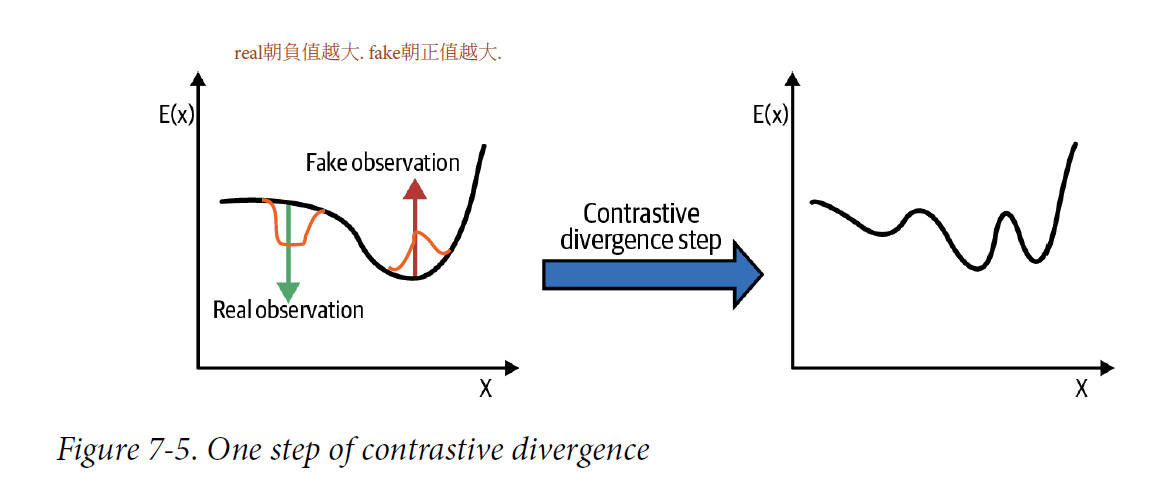 real朝負值越大. fake朝正值越大.
E(x)
Fake observation
Real observation
X
Contrastive
divergence step
E(x)
X
Figure 7-5. One step of contrastive divergence